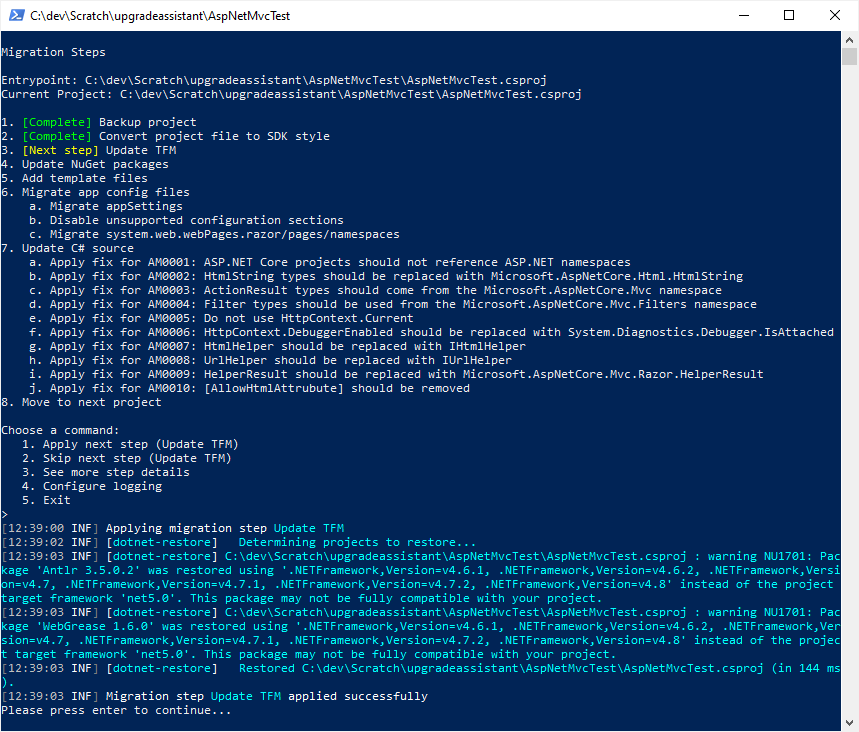 C:\dev\Scratch\upgradeassistant\AspNetMvcTest
Migration Steps
Entrypoint: C:\dev\Scratch\upgradeassistant\AspNetMvcTest\AspNetMvcTest.csproj
Current Project: C:\dev\Scratch\upgradeassistant\AspNetMvcTest\AspNetMvcTest.csproj
1. [Complete] Backup project
2. [Complete] Convert project file to SDK style
3. [Next step] Update TFM
4. Update NuGet packages
5. Add template files
6. Migrate app config files
a. Migrate appSettings
b. Disable unsupported configuration sections
c. Migrate system.web.webPages.razor/pages/namespaces
7. Update C# source
a. Apply fix for AM0001: ASP.NET Core projects should not reference ASP.NET namespaces
b. Apply fix for AM0002: HtmlString types should be replaced with Microsoft.AspNetCore.Html.HtmlString
c. Apply fix for AM0003: ActionResult types should come from the Microsoft.AspNetCore.Mvc namespace
d. Apply fix for AM0004: Filter types should be used from the Microsoft.AspNetCore.Mvc.Filters namespace
e. Apply fix for AM0005: Do not use HttpContext.Current
f. Apply fix for AM0006: HttpContext.DebuggerEnabled should be replaced with System.Diagnostics.Debugger.IsAttached
g. Apply fix for AM0007: HtmlHelper should be replaced with IHtmlHelper
h. Apply fix for AM0008: UrlHelper should be replaced with IUrlHelper
i. Apply fix for AM0009: HelperResult should be replaced with Microsoft.AspNetCore.Mvc.Razor.HelperResult
j. Apply fix for AM0010: [AllowHtmlAttrubute] should be removed
8. Move to next project
Choose a command:
1. Apply next step (Update TFM)
2. Skip next step (Update TFM)
3. See more step details
4. Configure logging
5. Exit
>
[12:39:00 INF] Applying migration step Update TFM
[12:39:02 INF] [dotnet-restore]   Determining projects to restore...
[12:39:03 INF] [dotnet-restore] C:\dev\Scratch\upgradeassistant\AspNetMvcTest\AspNetMvcTest.csproj : warning NU1701: Pac
kage 'Antlr 3.5.0.2' was restored using '.NETFramework,Version=v4.6.1, .NETFramework,Version=v4.6.2, .NETFramework,Versi
on=v4.7, .NETFramework,Version=v4.7.1, .NETFramework,Version=v4.7.2, .NETFramework,Version=v4.8' instead of the project
target framework 'net5.0'. This package may not be fully compatible with your project.
[12:39:03 INF] [dotnet-restore] C:\dev\Scratch\upgradeassistant\AspNetMvcTest\AspNetMvcTest.csproj : warning NU1701: Pac
kage 'WebGrease 1.6.0' was restored using '.NETFramework,Version=v4.6.1, .NETFramework,Version=v4.6.2, .NETFramework,Ver
sion=v4.7, .NETFramework,Version=v4.7.1, .NETFramework,Version=v4.7.2, .NETFramework,Version=v4.8' instead of the projec
t target framework 'net5.0'. This package may not be fully compatible with your project.
[12:39:03 INF] [dotnet-restore]   Restored C:\dev\Scratch\upgradeassistant\AspNetMvcTest\AspNetMvcTest.csproj (in 144 ms
).
[12:39:03 INF] Migration step Update TFM applied successfully
Please press enter to continue...